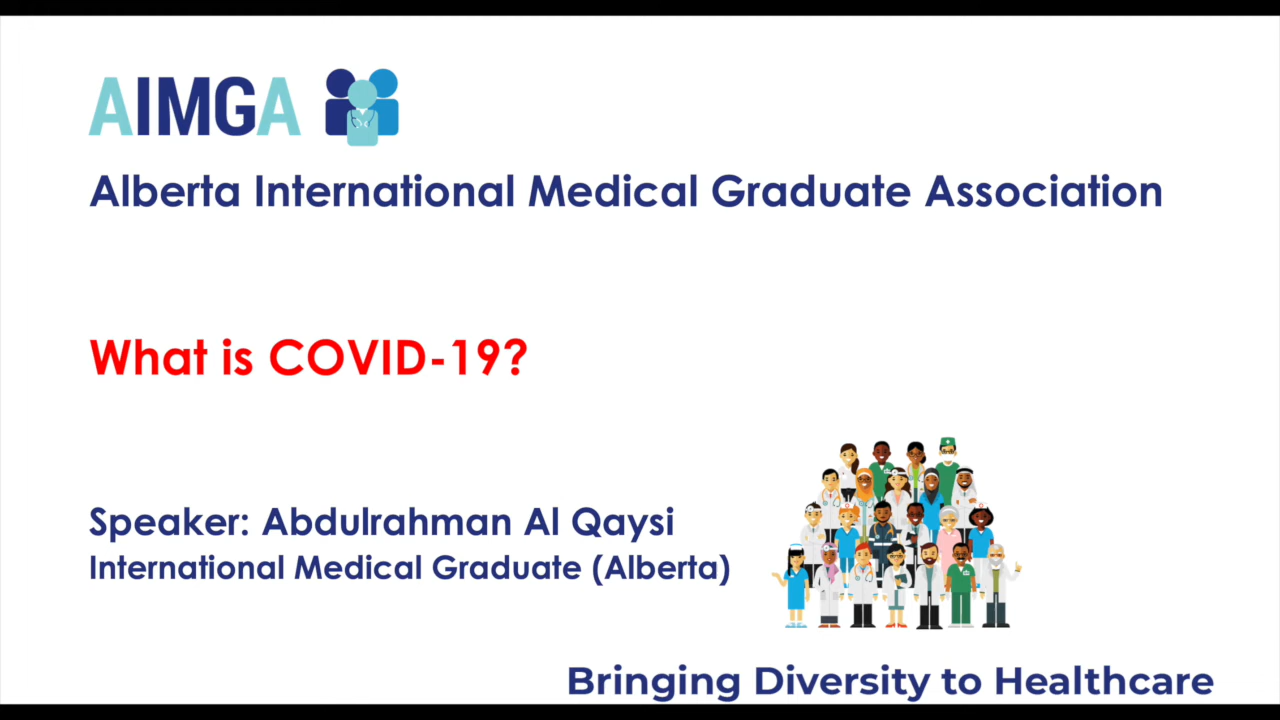 AIMGA
Alberta International Medical Graduate Association
What is COVID-19?
Speaker: Abdulrahman Al Qaysi
International Medical Graduate (Alberta)
Bringing Diversity to Healthcare